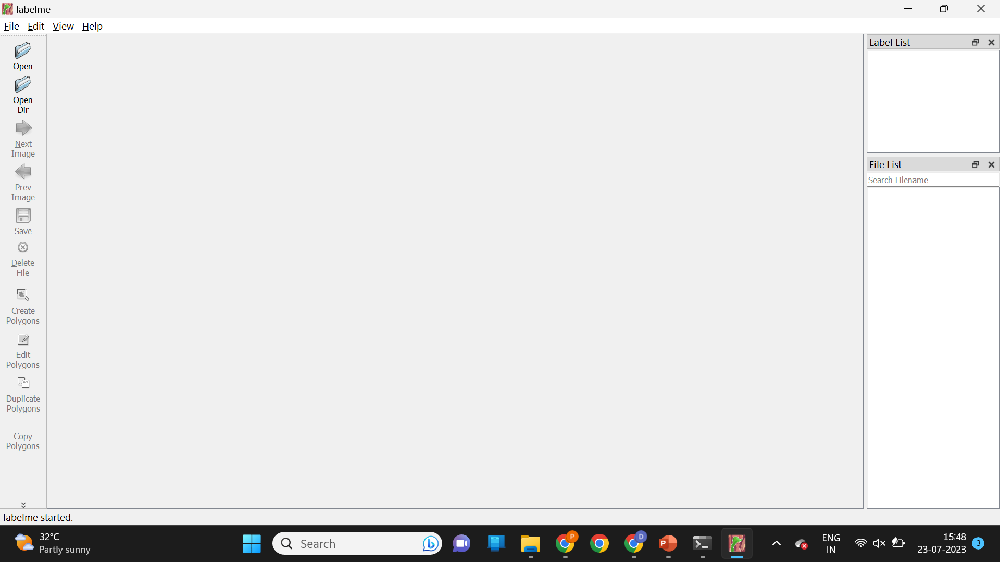 labelme
File Edit View Help
Open
Open
Dir
Next
Image
Prev
Image
Save
Delete
File
Create
Polygons
Edit
Polygons
Duplicate
Polygons
Copy
Polygons
Label List
File List
Search Filename
labelme started.
32°C
Partly sunny
Search
P
D
P
ENG
IN
15:48
23-07-2023
3